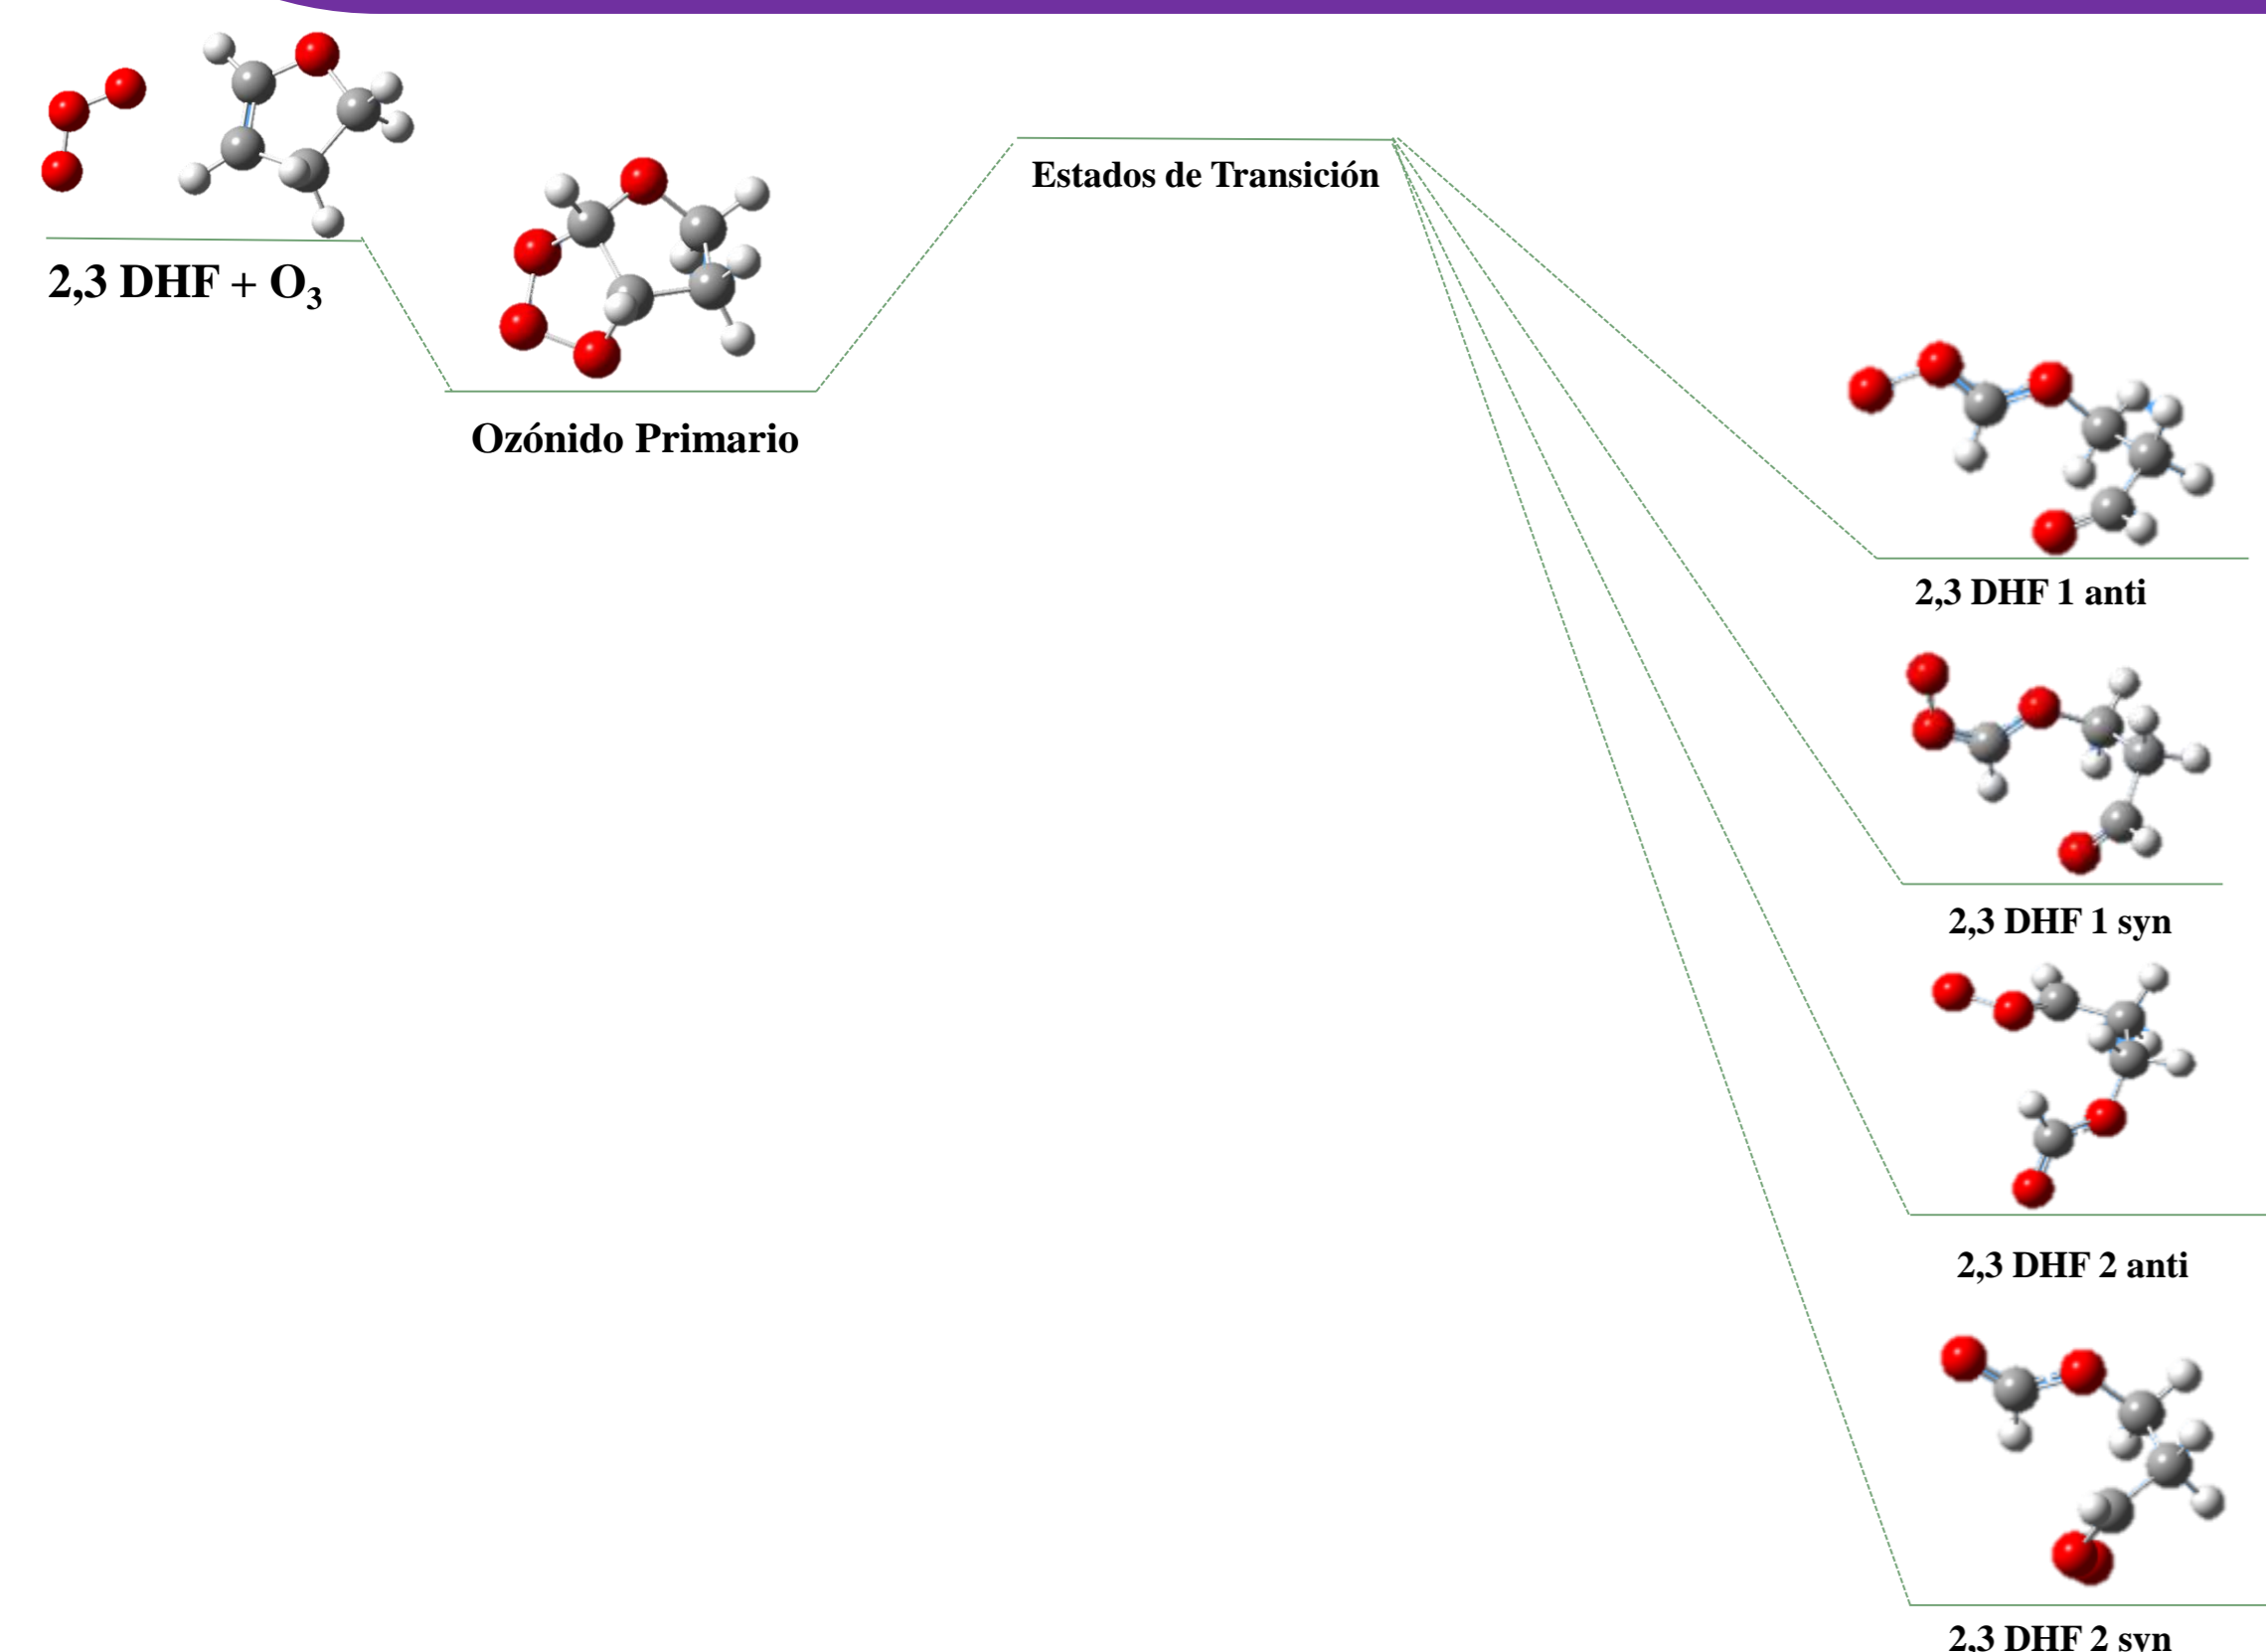 Estados de Transición
2,3 DHF + O₃
Ozónido Primario
2,3 DHF 1 anti
2,3 DHF 1 syn
2,3 DHF 2 anti
2,3 DHF 2 syn